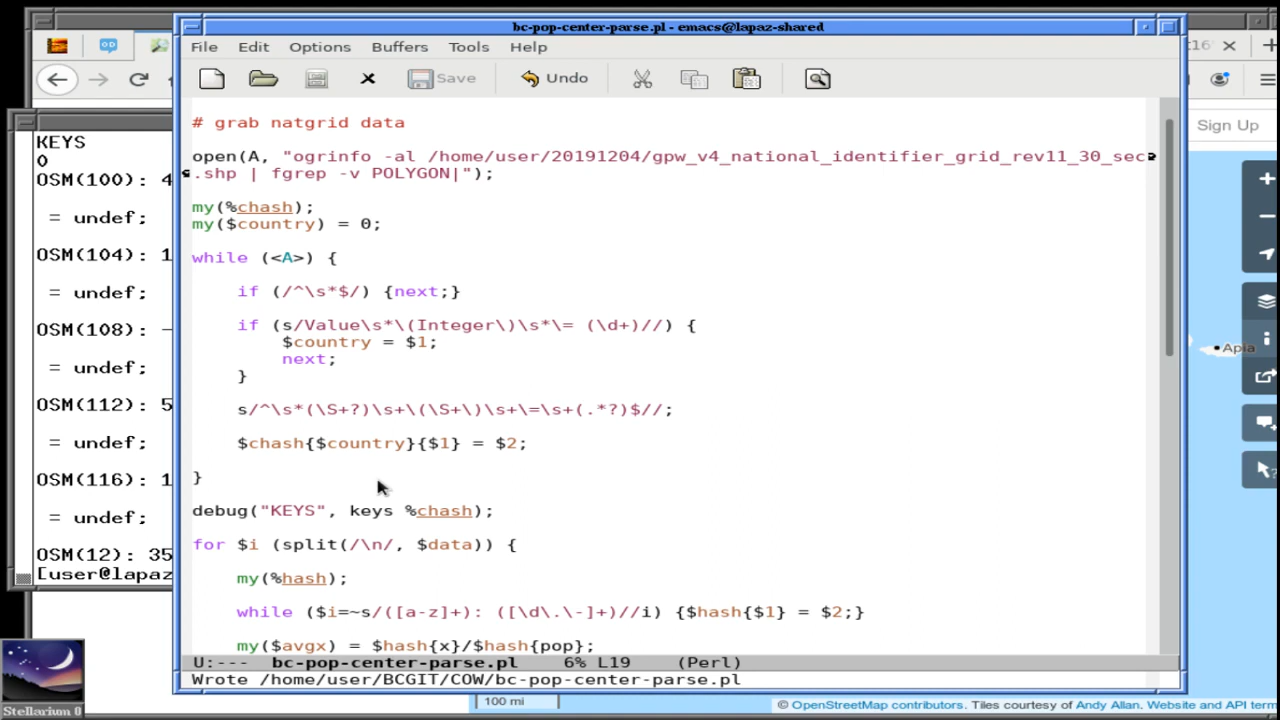 bc-pop-center-parse.pl - emacs@lapaz-shared
File Edit Options Buffers Tools Help
Save Undo
# grab natgrid data
open(A, "ogrinfo -al /home/user/20191204/gpw_v4_national_identifier_grid_rev11_30_sec
.shp | fgrep -v POLYGON|");
my(%chash);
my($country) = 0;
while (<A>) {
if (/^\s*$/) {next;}
if (s/Value\s*\(Integer\)\s*\= (\d+)//) {
$country = $1;
next;
}
s/^\s*(\S+?)\s+\(\S+\)\s+\=\s+(.*?)$//;
$chash{$country}{$1} = $2;
}
debug("KEYS", keys %chash);
for $i (split(/\n/, $data)) {
my(%hash);
while ($i=~s/([a-z]+): ([\d\.\-]+)//i) {$hash{$1} = $2;}
my($avgx) = $hash{x}/$hash{pop};
U:--- bc-pop-center-parse.pl 6% L19 (Perl)
Wrote /home/user/BCGIT/COW/bc-pop-center-parse.pl
KEYS
0
OSM(100): 4
= undef;
OSM(104): 1
= undef;
OSM(108): -
= undef;
OSM(112): 5
= undef;
OSM(116): 1
= undef;
OSM(12): 35
[user@lapaz
Stellarium 0
Sign Up
Apia
100 mi
© OpenStreetMap contributors. Tiles courtesy of Andy Allan. Website and API term